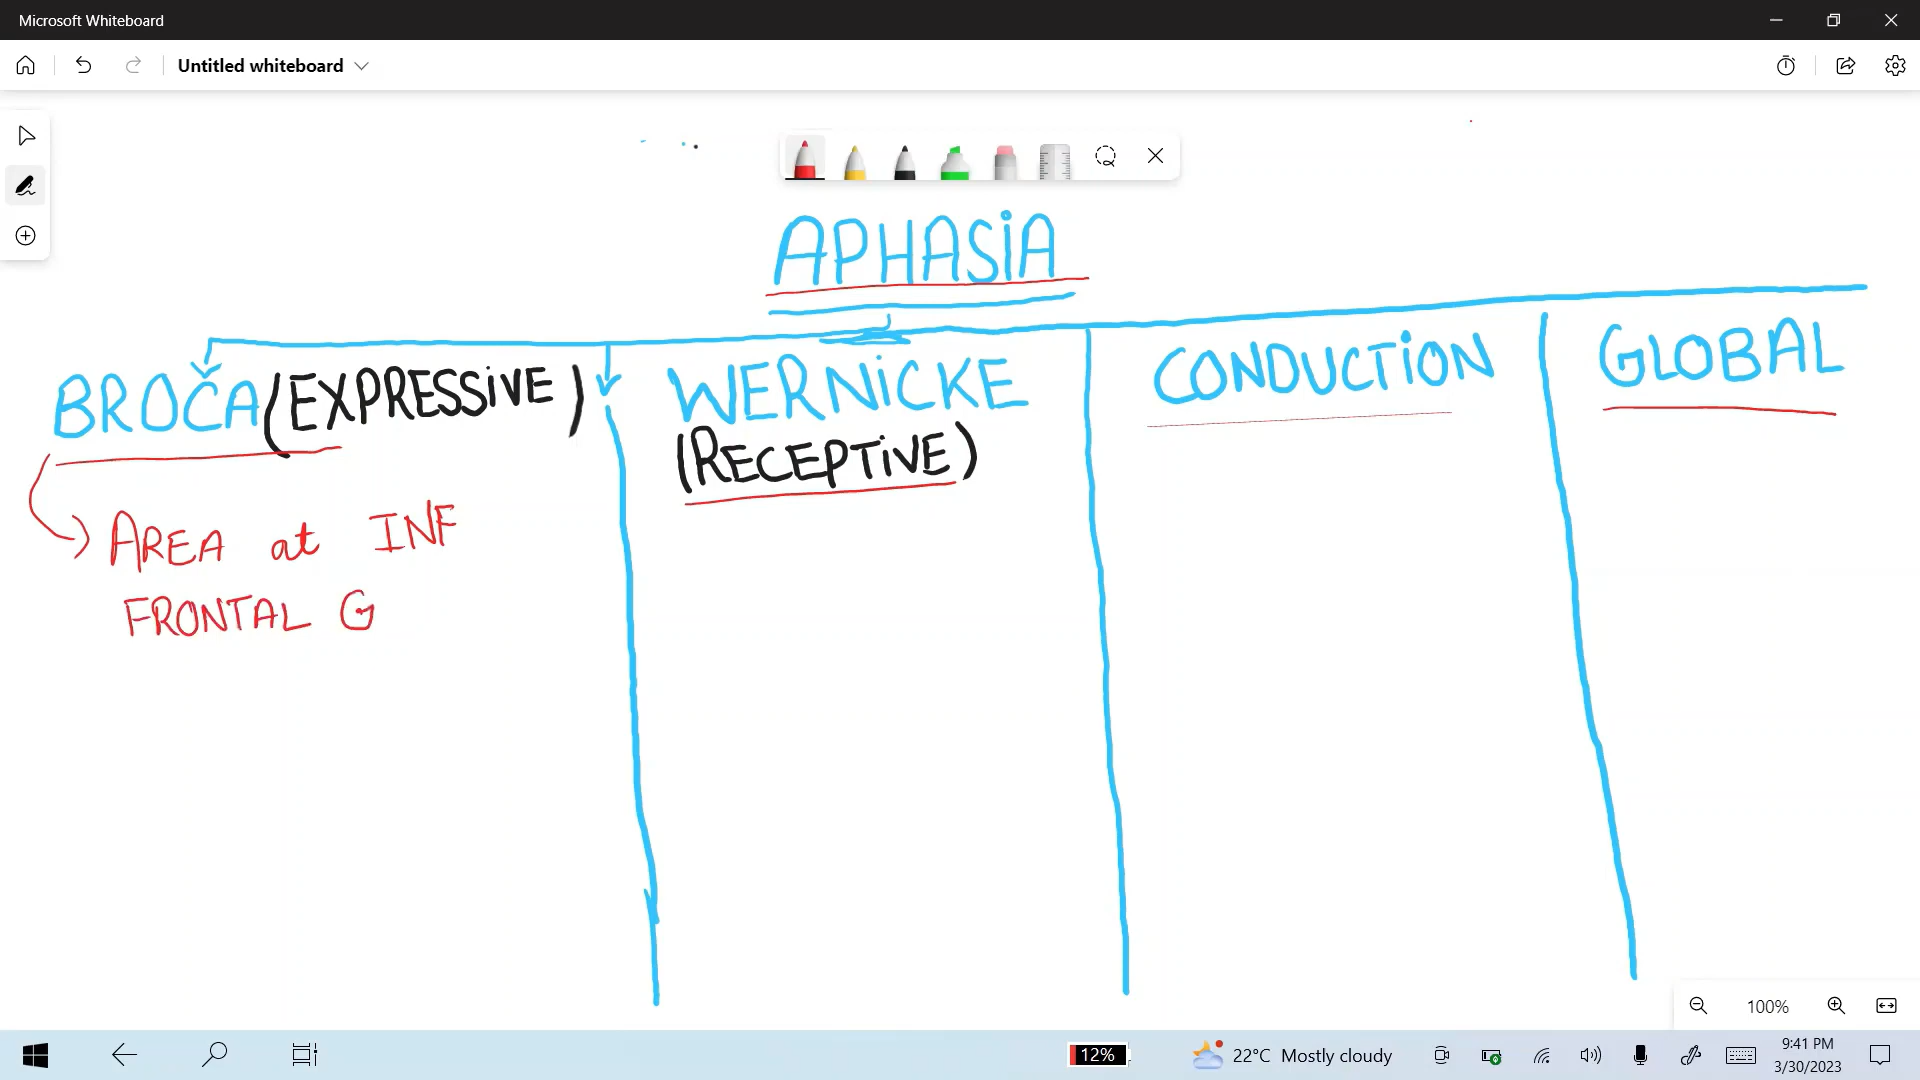 Microsoft Whiteboard
Untitled whiteboard
APHASIA
BROCA (EXPRESSIVE)
WERNICKE
(RECEPTIVE)
CONDUCTION
GLOBAL
AREA at INF
FRONTAL G
100%
12%
22°C Mostly cloudy
9:41 PM
3/30/2023